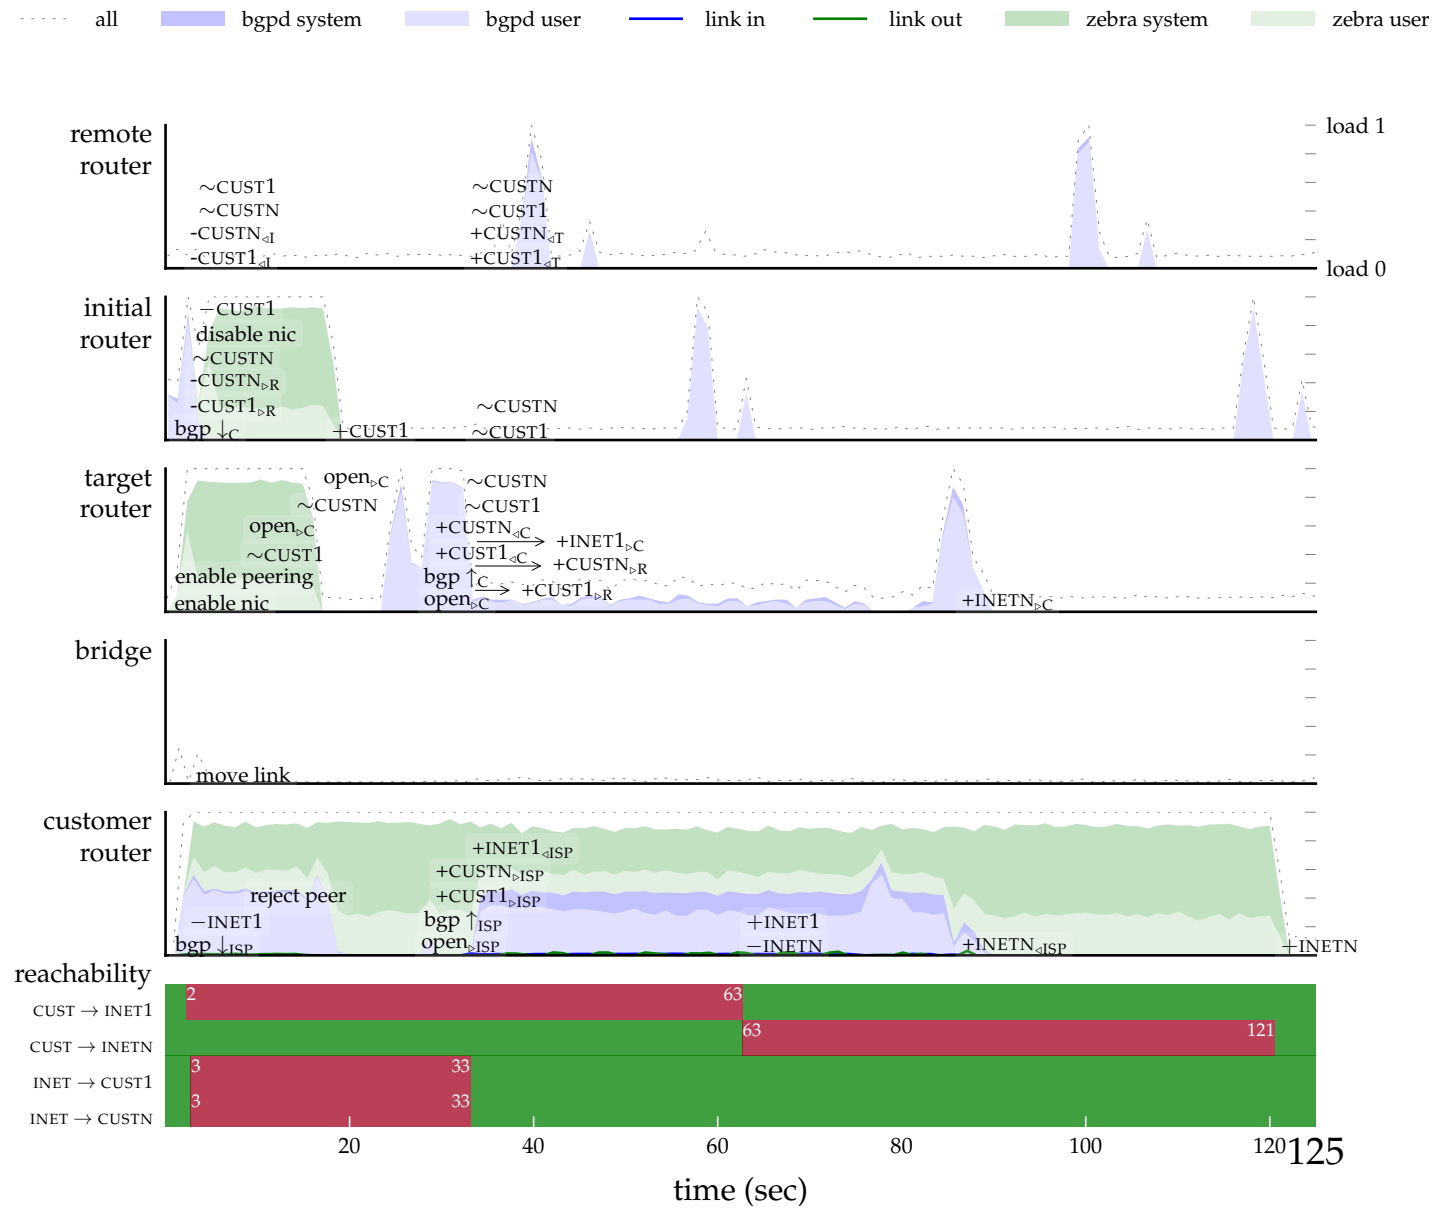 all bgpd system bgpd user link in link out zebra system zebra user
remote
router
load 1
load 0
∼CUST1
∼CUSTN
-CUSTN◃I
-CUST1◃I
∼CUSTN
∼CUST1
+CUSTN◃T
+CUST1◃T
initial
router
−CUST1
disable nic
∼CUSTN
-CUSTN▹R
-CUST1▹R
bgp ↓C
+CUST1
∼CUSTN
∼CUST1
target
router
open▹C
∼CUSTN
open▹C
∼CUST1
enable peering
enable nic
∼CUSTN
∼CUST1
+CUSTN◃C
+INET1▹C
+CUST1◃C
+CUSTN▹R
bgp ↑C
+CUST1▹R
open▹C
+INETN▹C
bridge
move link
customer
router
reject peer
−INET1
bgp ↓ISP
+INET1◃ISP
+CUSTN▹ISP
+CUST1▹ISP
bgp ↑ISP
open▹ISP
+INET1
−INETN
+INETN◃ISP
+INETN
reachability
CUST → INET1
2 63
CUST → INETN
63 121
INET → CUST1
3 33
INET → CUSTN
3 33
20 40 60 80 100 120 125
time (sec)